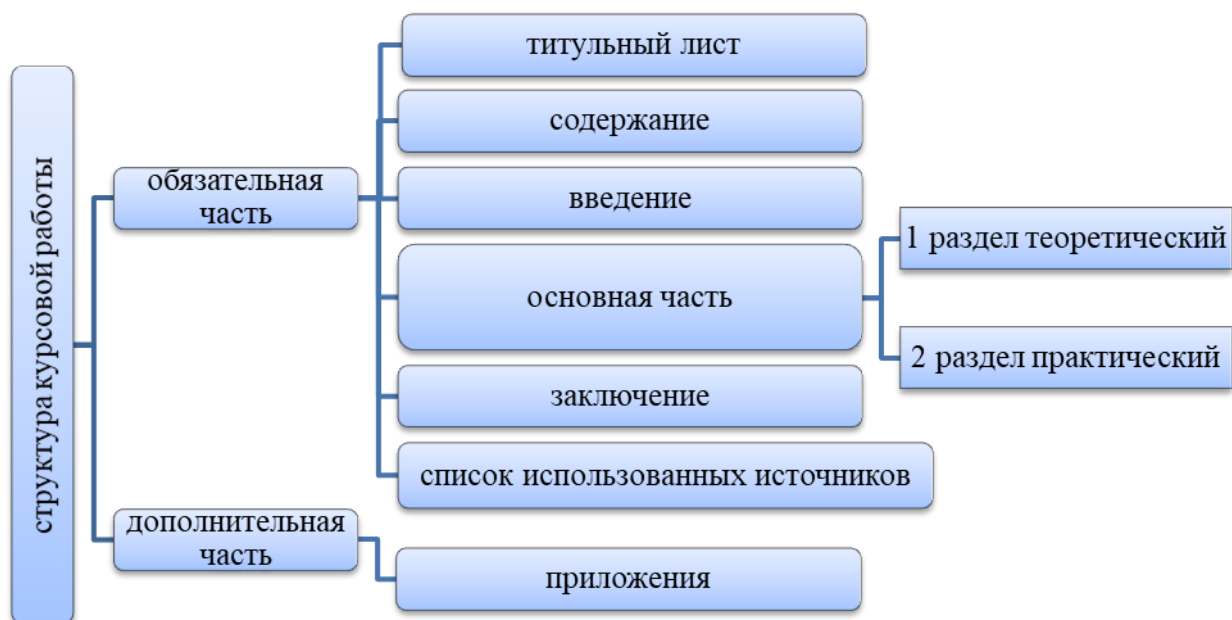 структура курсовой работы
обязательная
часть
титульный лист
содержание
введение
основная часть
1 раздел теоретический
2 раздел практический
заключение
список использованных источников
дополнительная
часть
приложения